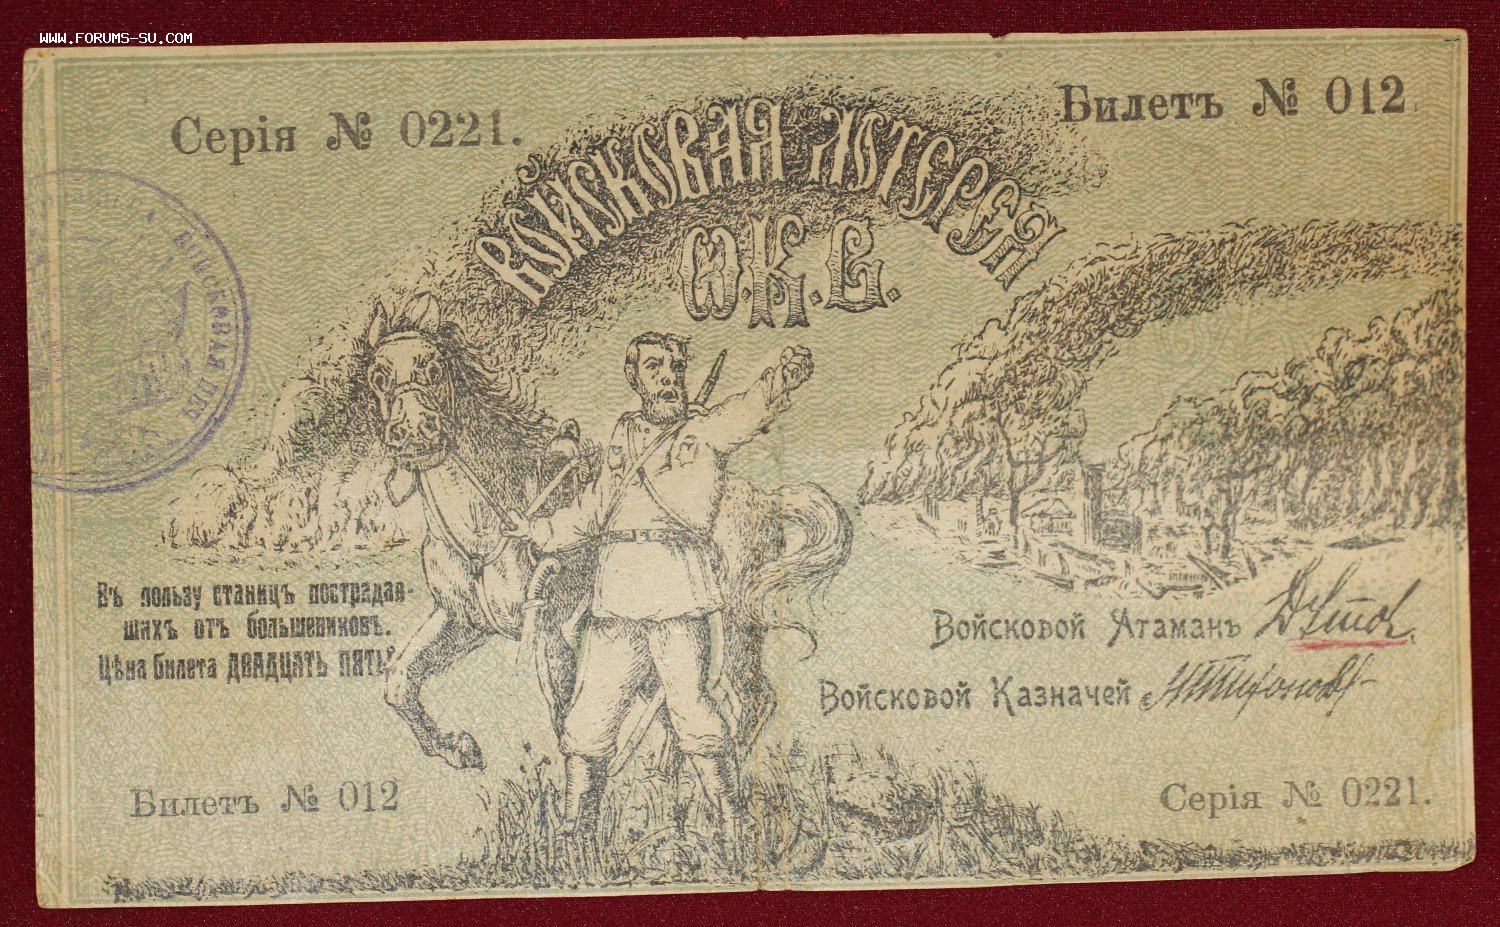 www.forums-su.com
Серія № 0221.
Билетъ № 012.
ВОЙСКОВАЯ ЛОТЕРЕЯ
О.К.В.
ВОЙСКОВАЯ
Въ пользу станицъ пострадав-
шихъ отъ большевиковъ.
Цѣна билета ДВАДЦАТЬ ПЯТЬ р.
Войсковой Атаманъ
Войсковой Казначей
Билетъ № 012
Серія № 0221.